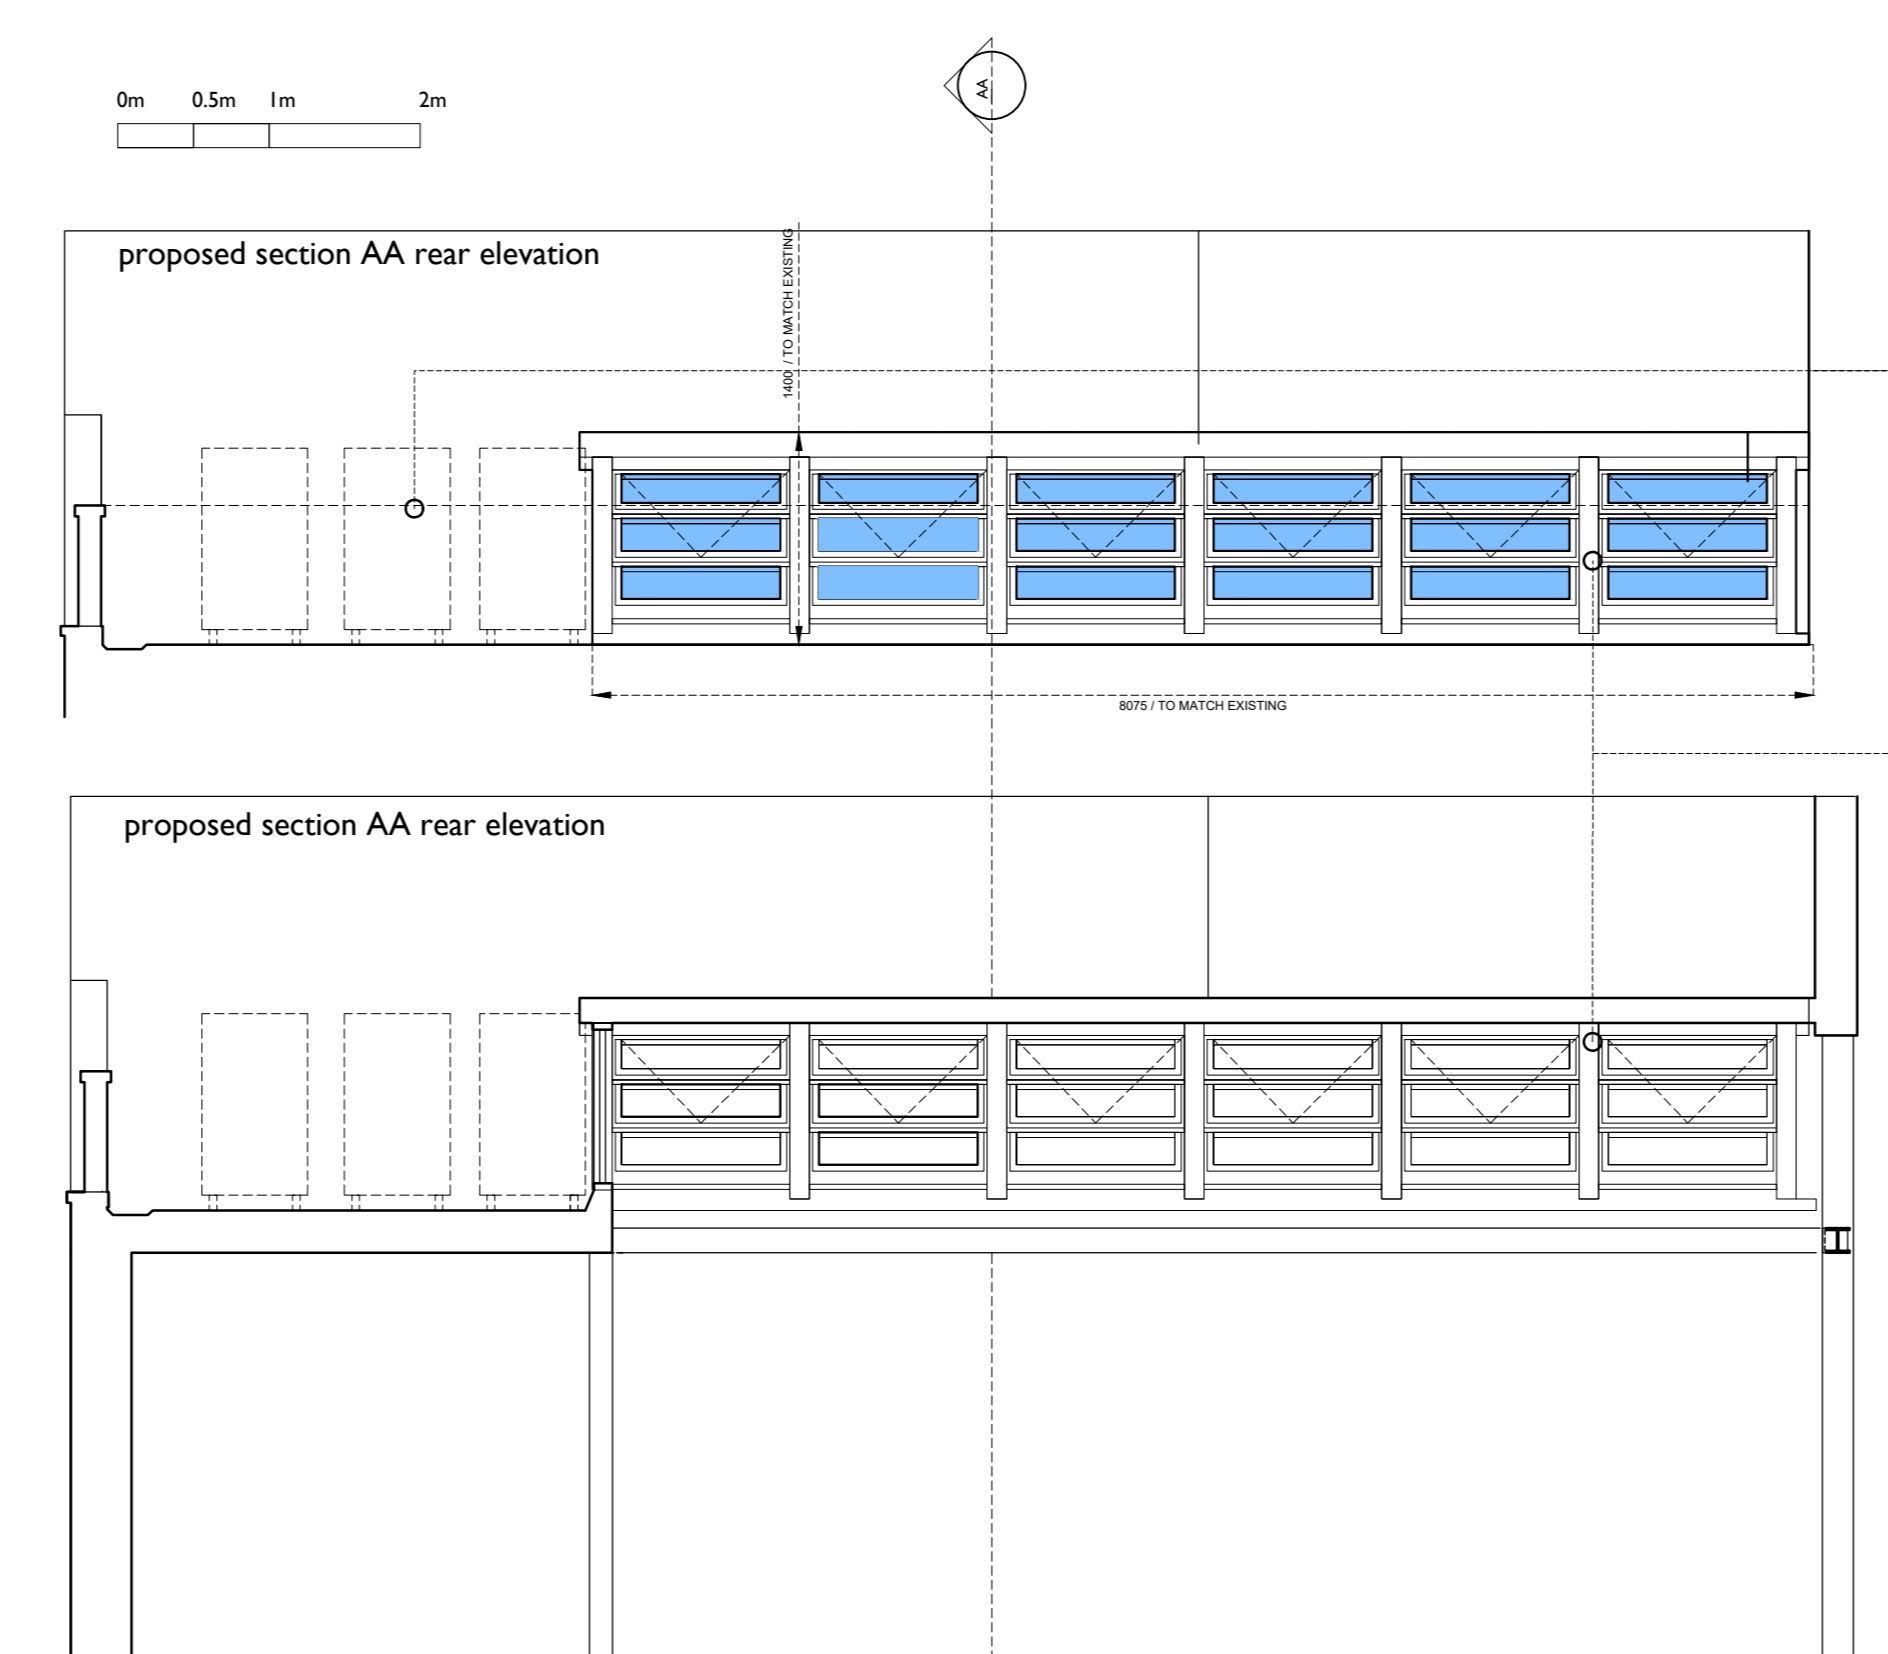 0m 0.5m 1m 2m
AA
proposed section AA rear elevation
1400 / TO MATCH EXISTING
8075 / TO MATCH EXISTING
proposed section AA rear elevation